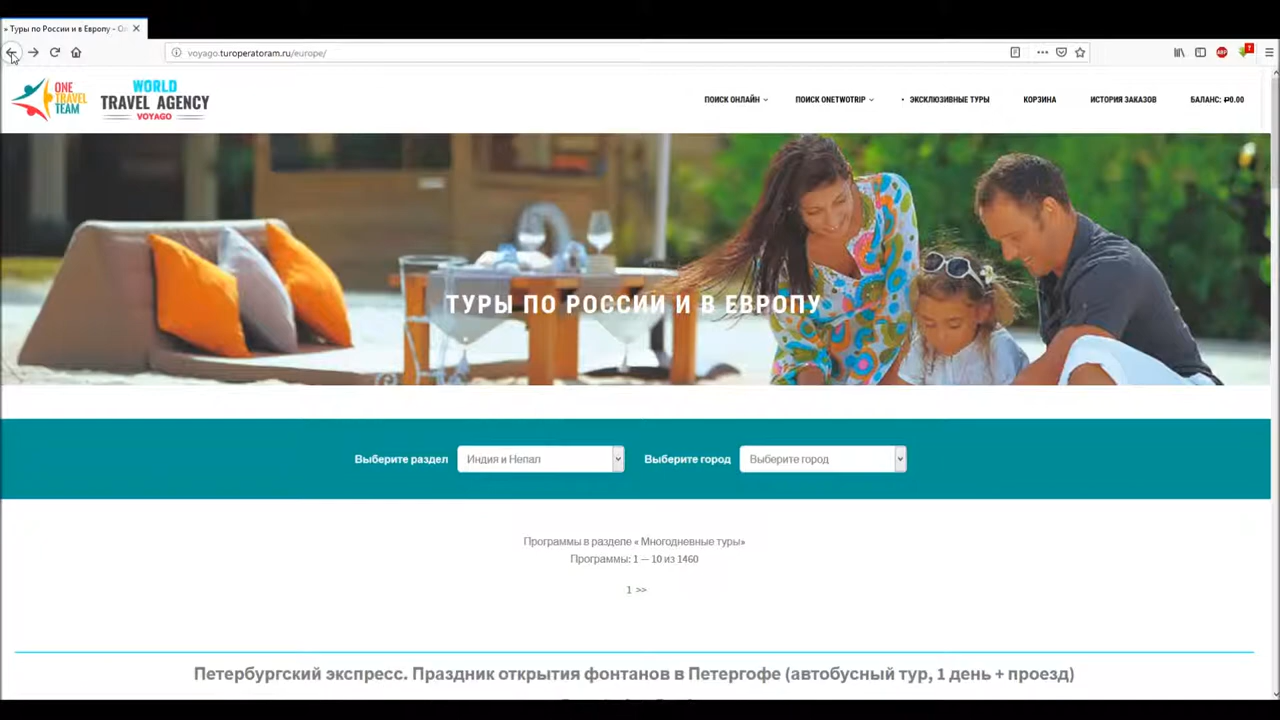 » Туры по России и в Европу - Ол
voyago.turoperatoram.ru/europe/
ABP
ONE TRAVEL TEAM
WORLD TRAVEL AGENCY VOYAGO
ПОИСК ОНЛАЙН
ПОИСК ONETWOTRIP
• ЭКСКЛЮЗИВНЫЕ ТУРЫ
КОРЗИНА
ИСТОРИЯ ЗАКАЗОВ
БАЛАНС: ₽0.00
ТУРЫ ПО РОССИИ И В ЕВРОПУ
Выберите раздел
Индия и Непал
Выберите город
Выберите город
Программы в разделе « Многодневные туры»
Программы: 1 — 10 из 1460
1 >>
Петербургский экспресс. Праздник открытия фонтанов в Петергофе (автобусный тур, 1 день + проезд)